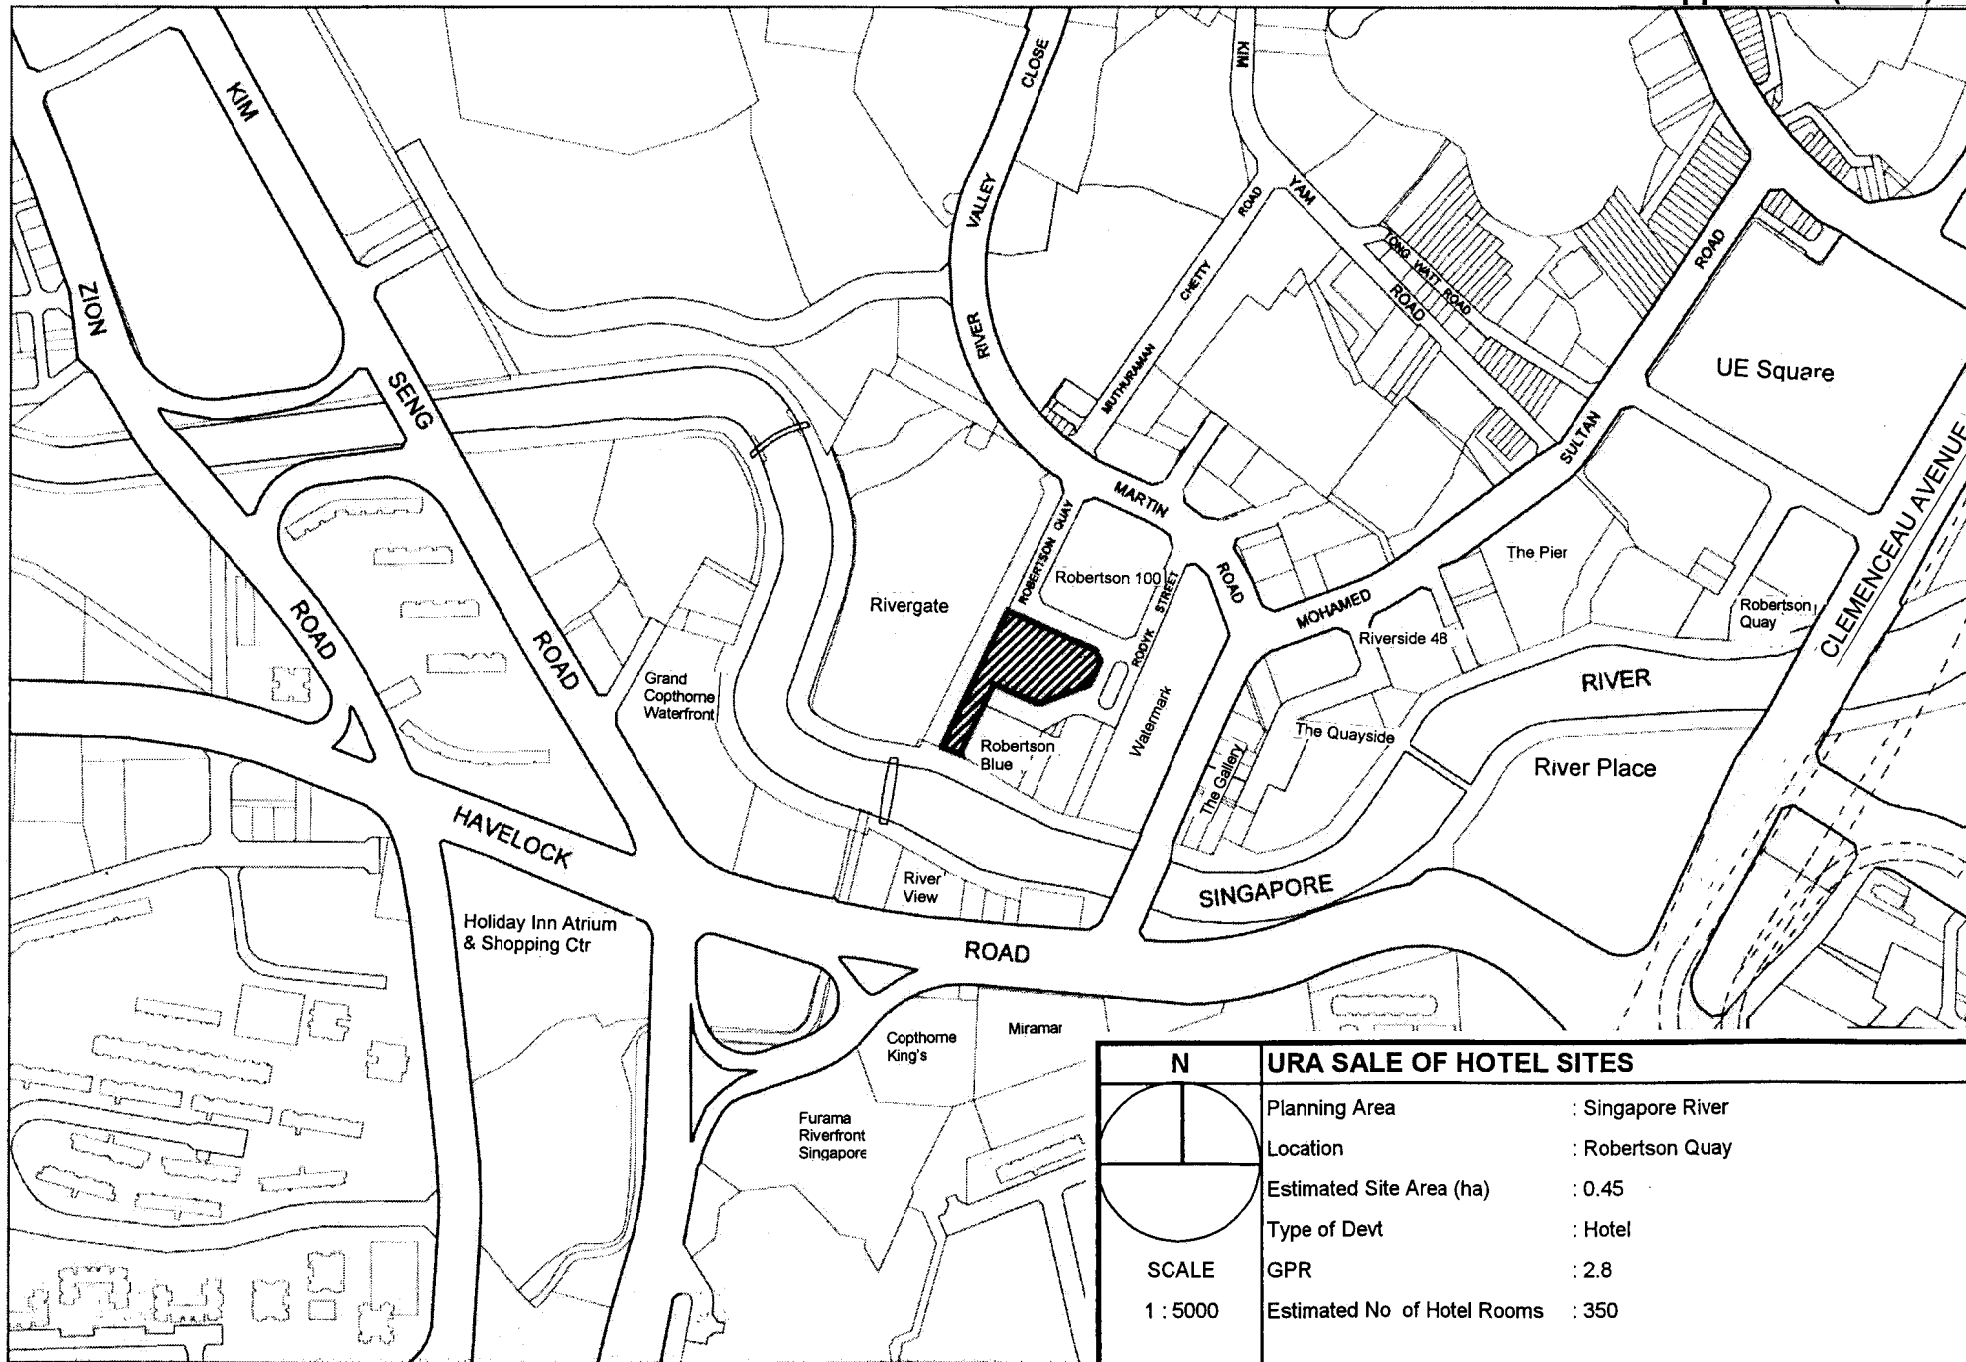 KIM
CLOSE
KIM
VALLEY
ROAD
YAM
TONG WATT ROAD
ROAD
CHETTY
ROAD
ZION
RIVER
MUTHURAMAN
UE Square
SENG
SULTAN
MARTIN
CLEMENCEAU AVENUE
ROBERTSON QUAY
The Pier
Robertson 100
ROAD
Rivergate
RODYK STREET
MOHAMED
Robertson
Quay
Riverside 48
ROAD
ROAD
Grand
Copthorne
Waterfront
RIVER
Watermark
The Quayside
Robertson
Blue
The Gallery
River Place
HAVELOCK
River
View
SINGAPORE
Holiday Inn Atrium
& Shopping Ctr
ROAD
Copthorne
King's
Miramar
Furama
Riverfront
Singapore
N
URA SALE OF HOTEL SITES
Planning Area : Singapore River
Location : Robertson Quay
Estimated Site Area (ha) : 0.45
Type of Devt : Hotel
SCALE
GPR : 2.8
1 : 5000
Estimated No of Hotel Rooms : 350